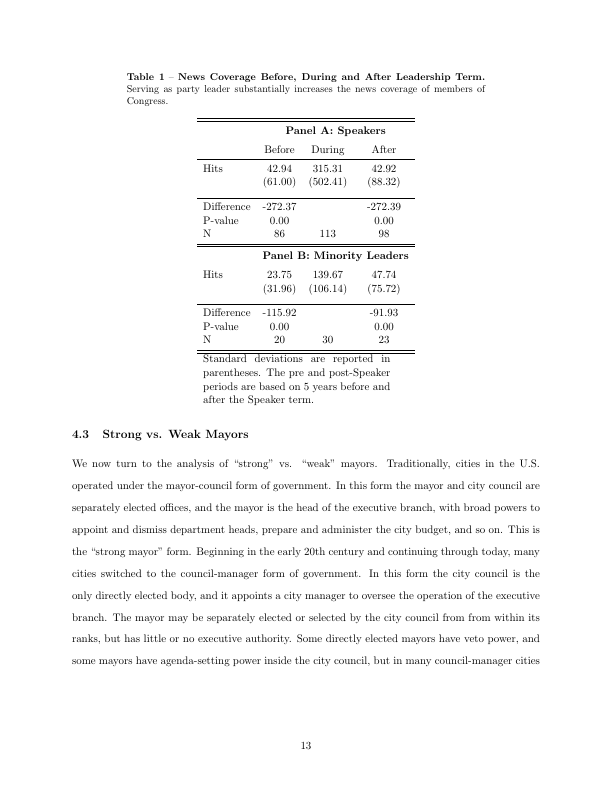 Table 1 – News Coverage Before, During and After Leadership Term.
Serving as party leader substantially increases the news coverage of members of
Congress.
Panel A: Speakers
Before During After
Hits 42.94 315.31 42.92
(61.00) (502.41) (88.32)
Difference -272.37 -272.39
P-value 0.00 0.00
N 86 113 98
Panel B: Minority Leaders
Hits 23.75 139.67 47.74
(31.96) (106.14) (75.72)
Difference -115.92 -91.93
P-value 0.00 0.00
N 20 30 23
Standard deviations are reported in
parentheses. The pre and post-Speaker
periods are based on 5 years before and
after the Speaker term.
4.3 Strong vs. Weak Mayors
We now turn to the analysis of “strong” vs. “weak” mayors. Traditionally, cities in the U.S.
operated under the mayor-council form of government. In this form the mayor and city council are
separately elected offices, and the mayor is the head of the executive branch, with broad powers to
appoint and dismiss department heads, prepare and administer the city budget, and so on. This is
the “strong mayor” form. Beginning in the early 20th century and continuing through today, many
cities switched to the council-manager form of government. In this form the city council is the
only directly elected body, and it appoints a city manager to oversee the operation of the executive
branch. The mayor may be separately elected or selected by the city council from from within its
ranks, but has little or no executive authority. Some directly elected mayors have veto power, and
some mayors have agenda-setting power inside the city council, but in many council-manager cities
13